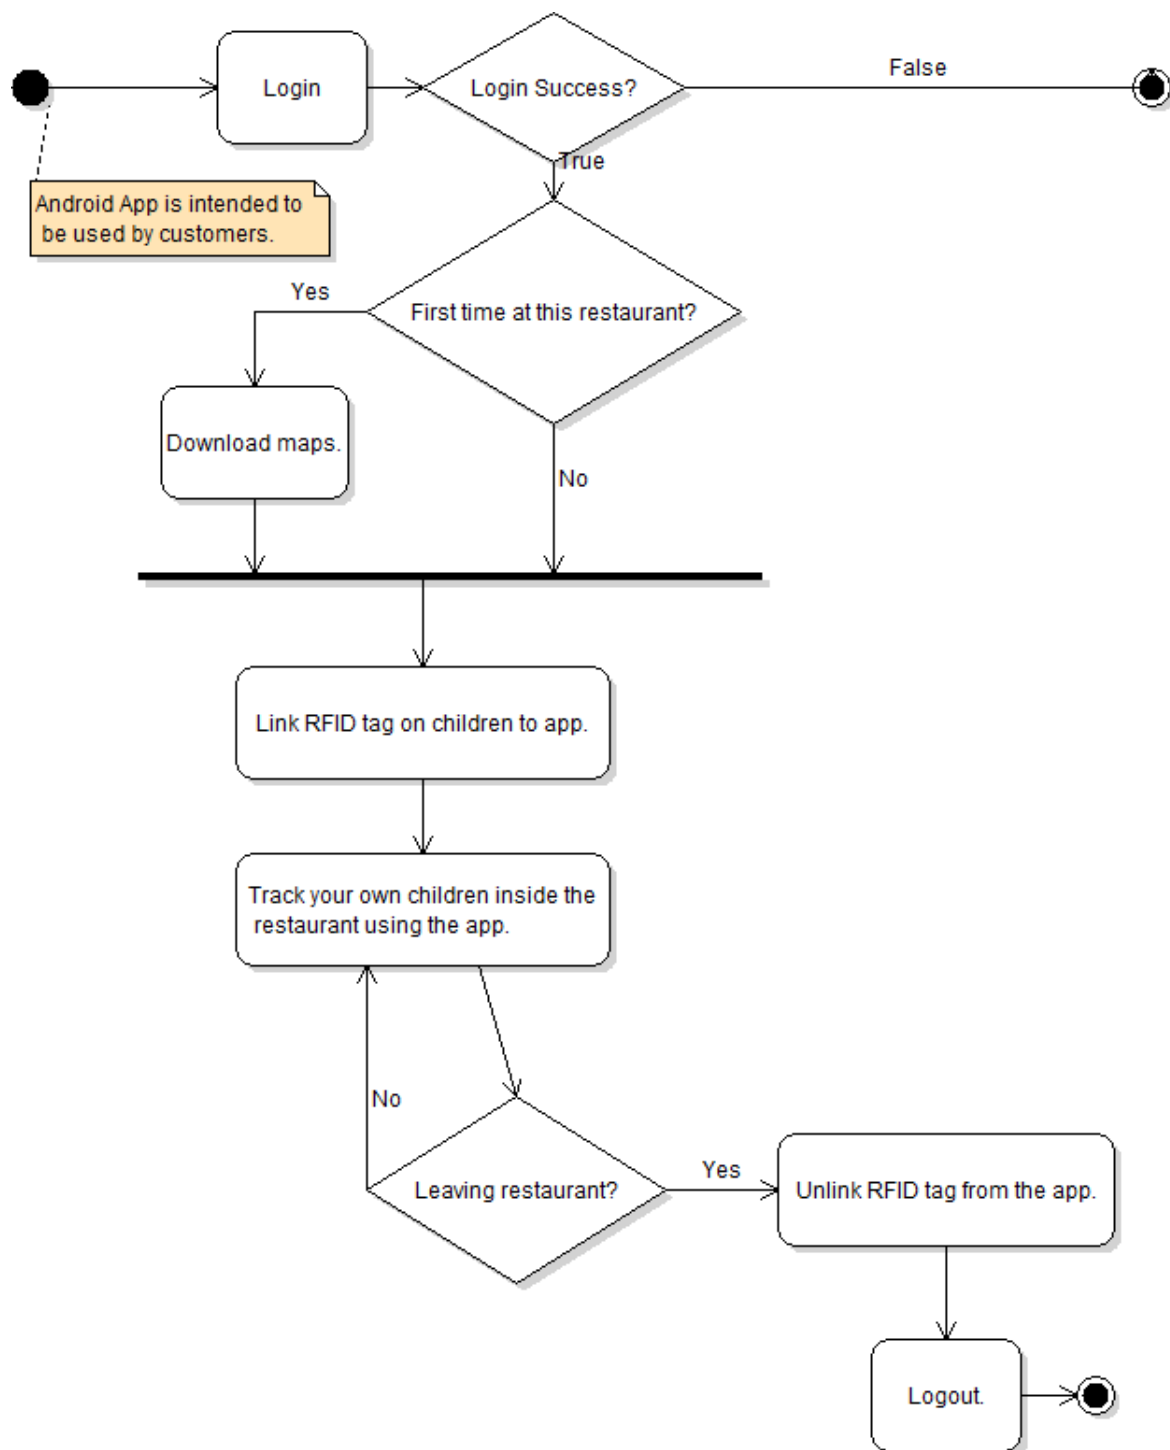 Login
Login Success?
False
True
Android App is intended to
be used by customers.
Yes
First time at this restaurant?
Download maps.
No
Link RFID tag on children to app.
Track your own children inside the
restaurant using the app.
No
Leaving restaurant?
Yes
Unlink RFID tag from the app.
Logout.